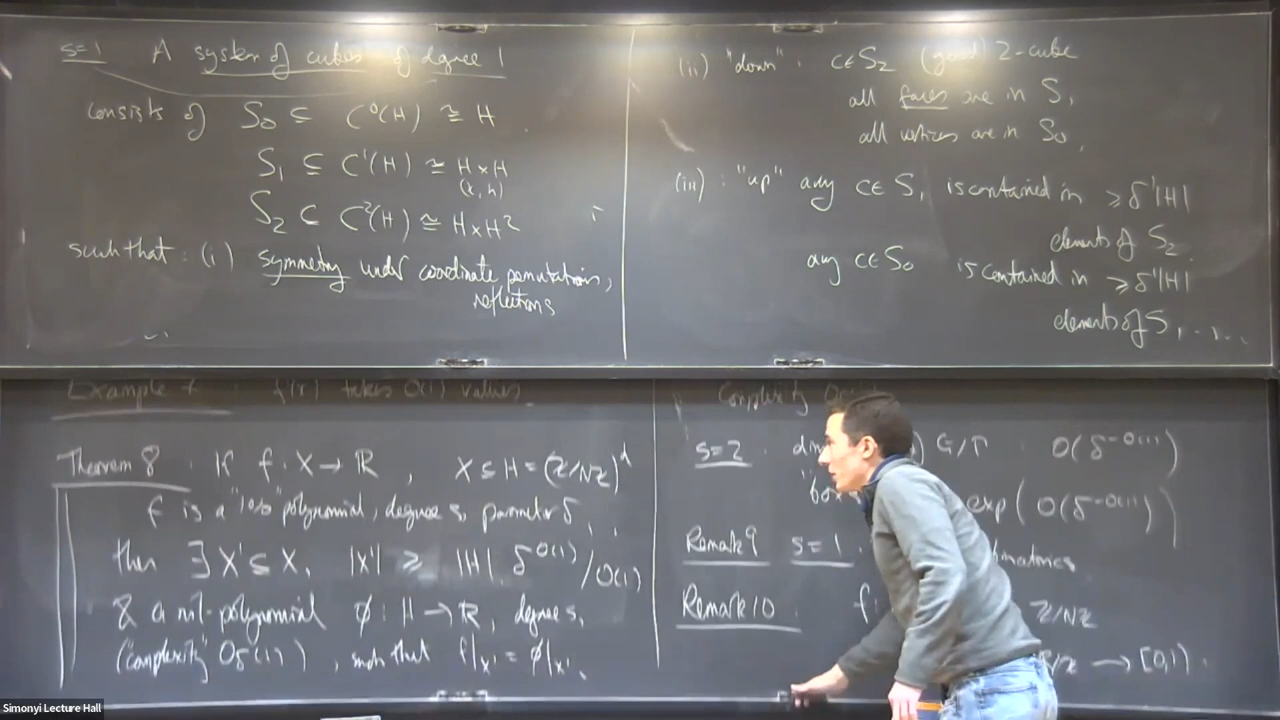 s=1 A system of cubes of degree 1
consists of S₀ ⊆ C⁰(H) ≅ H
S₁ ⊆ C¹(H) ≅ H×H
(x, h)
S₂ ⊆ C²(H) ≅ H×H²
such that: (i) symmetry under coordinate permutations,
reflections
(ii) "down": c∈S₂ (good) 2-cube
all faces are in S₁
all vertices are in S₀,
(iii): "up" any c∈S₁ is contained in ≥δ'|H|
elements of S₂.
any c∈S₀ is contained in ≥δ'|H|
elements of S₁....
Example 7 takes O(1) values.
Theorem 8. If f: X→ℝ, X⊆H=(ℤ/Nℤ)ᵈ
f is a polynomial, degree s, parameter δ,
then ∃X'⊆X, |X'| ≥ |H| δ^{O(1)}/O(1)
& a nil-polynomial ϕ: H→ℝ, degree s,
("complexity" O_δ(1)), such that f|_{X'} = ϕ|_{X'}.
Complexity
s=2. G/Γ: O(δ^{-O(1)})
exp(O(δ^{-O(1)}))
Remark 9 s=1.
Remark 10. f: ℤ/Nℤ
→ [0,1).
Simonyi Lecture Hall